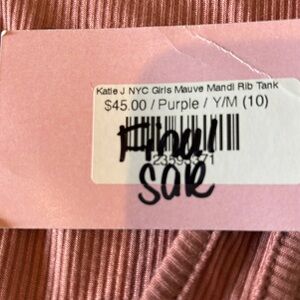 Katie J NYC Girls Mauve Mandi Rib Tank
$45.00 / Purple / Y/M (10)
Final
Sale